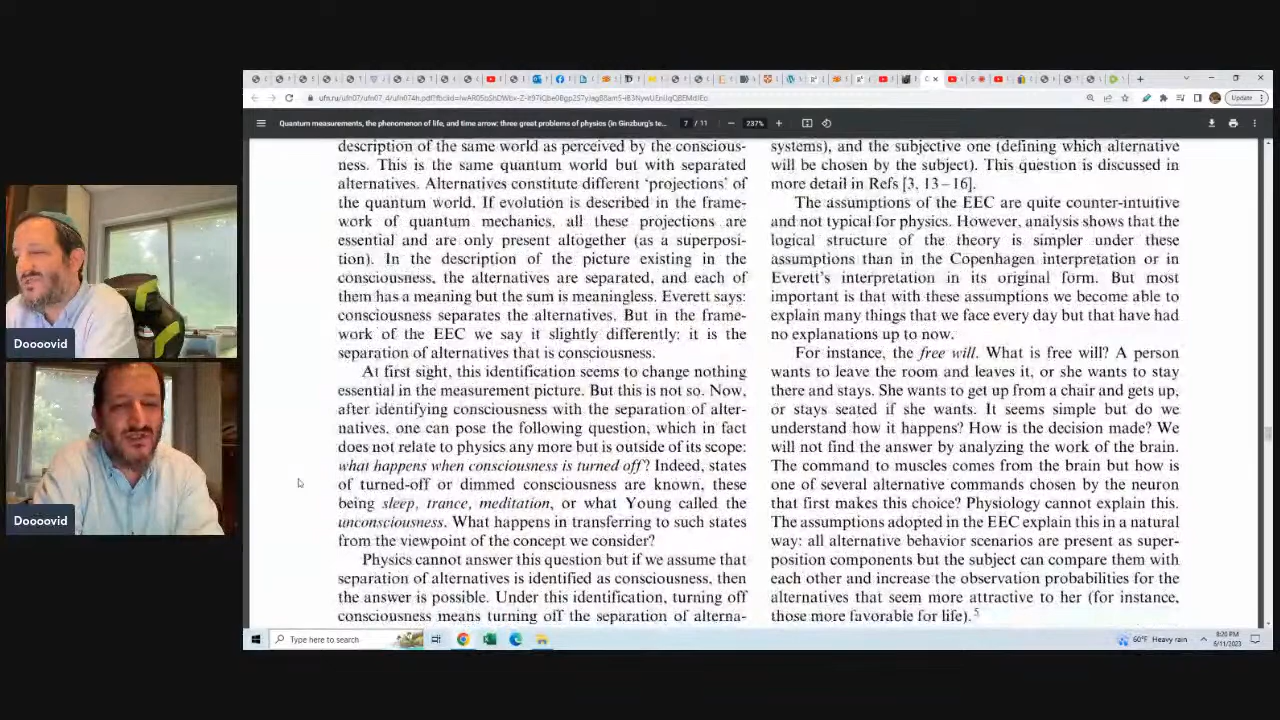 ufn.ru/ufn07/ufn07_4/ufn074h.pdf?fbclid=
Update
Quantum measurements, the phenomenon of life, and time arrow: three great problems of physics (in Ginzburg's te...
7 / 11
237%
description of the same world as perceived by the conscious-
ness. This is the same quantum world but with separated
alternatives. Alternatives constitute different 'projections' of
the quantum world. If evolution is described in the frame-
work of quantum mechanics, all these projections are
essential and are only present altogether (as a superposi-
tion). In the description of the picture existing in the
consciousness, the alternatives are separated, and each of
them has a meaning but the sum is meaningless. Everett says:
consciousness separates the alternatives. But in the frame-
work of the EEC we say it slightly differently: it is the
separation of alternatives that is consciousness.
At first sight, this identification seems to change nothing
essential in the measurement picture. But this is not so. Now,
after identifying consciousness with the separation of alter-
natives, one can pose the following question, which in fact
does not relate to physics any more but is outside of its scope:
what happens when consciousness is turned off? Indeed, states
of turned-off or dimmed consciousness are known, these
being sleep, trance, meditation, or what Young called the
unconsciousness. What happens in transferring to such states
from the viewpoint of the concept we consider?
Physics cannot answer this question but if we assume that
separation of alternatives is identified as consciousness, then
the answer is possible. Under this identification, turning off
consciousness means turning off the separation of alterna-
systems), and the subjective one (defining which alternative
will be chosen by the subject). This question is discussed in
more detail in Refs [3, 13–16].
The assumptions of the EEC are quite counter-intuitive
and not typical for physics. However, analysis shows that the
logical structure of the theory is simpler under these
assumptions than in the Copenhagen interpretation or in
Everett's interpretation in its original form. But most
important is that with these assumptions we become able to
explain many things that we face every day but that have had
no explanations up to now.
For instance, the free will. What is free will? A person
wants to leave the room and leaves it, or she wants to stay
there and stays. She wants to get up from a chair and gets up,
or stays seated if she wants. It seems simple but do we
understand how it happens? How is the decision made? We
will not find the answer by analyzing the work of the brain.
The command to muscles comes from the brain but how is
one of several alternative commands chosen by the neuron
that first makes this choice? Physiology cannot explain this.
The assumptions adopted in the EEC explain this in a natural
way: all alternative behavior scenarios are present as super-
position components but the subject can compare them with
each other and increase the observation probabilities for the
alternatives that seem more attractive to her (for instance,
those more favorable for life). 5
Doooovid
Doooovid
Type here to search
60°F Heavy rain
8:20 PM
6/11/2023